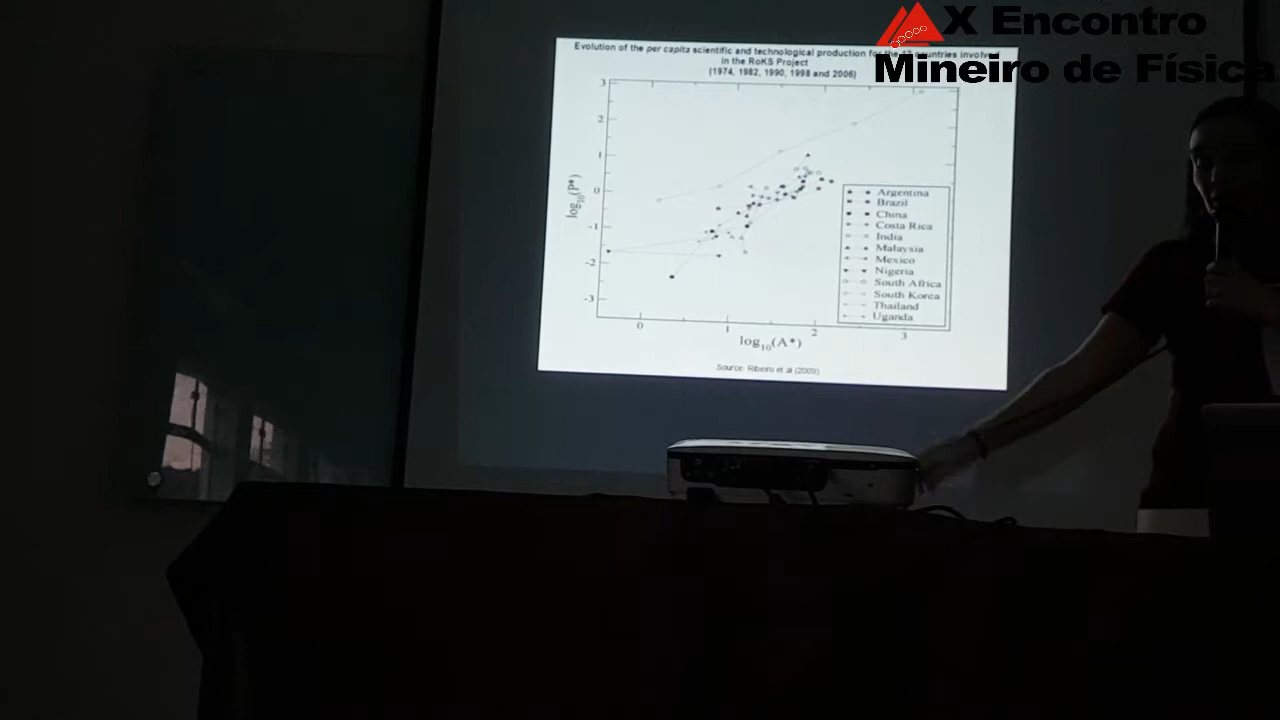 X Encontro
Mineiro de Física
Evolution of the per capita scientific and technological production for the 12 countries involved
in the RoKS Project
(1974, 1982, 1990, 1998 and 2006)
3
2
1
0
-1
-2
-3
log10(P*)
0
1
2
3
log10(A*)
Argentina
Brazil
China
Costa Rica
India
Malaysia
Mexico
Nigeria
South Africa
South Korea
Thailand
Uganda
Source: Ribeiro et al (2009)